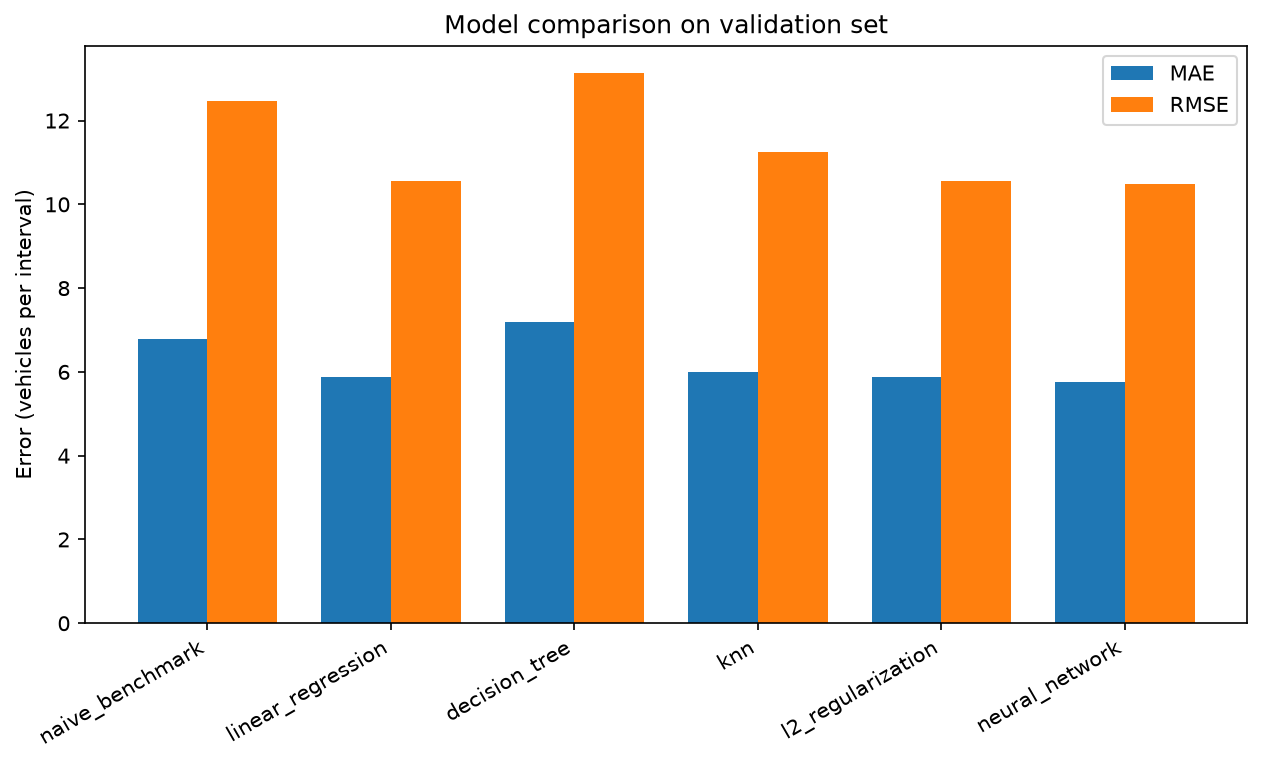 Model comparison on validation set
MAE
RMSE
Error (vehicles per interval)
12
10
8
6
4
2
0
naive_benchmark
linear_regression
decision_tree
knn
l2_regularization
neural_network